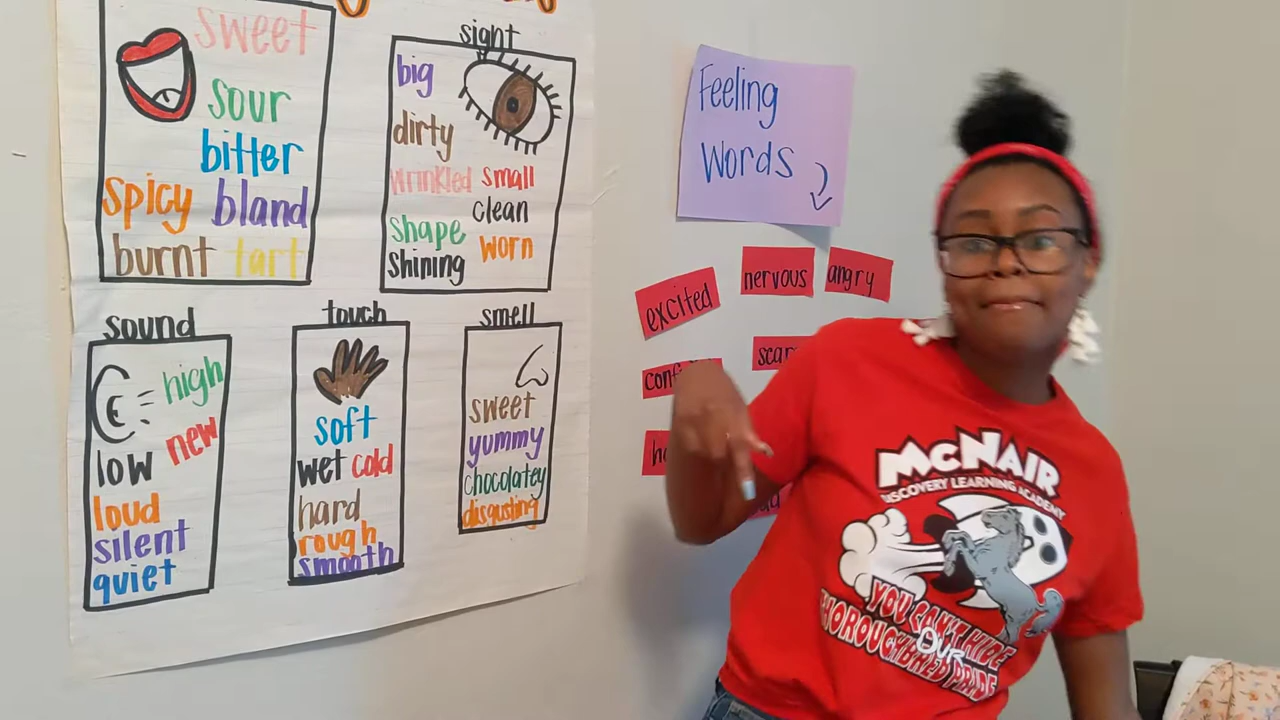 sweet
sour
bitter
spicy bland
burnt tart
sight
big
dirty
wrinkled small
clean
shape
worn
shining
sound
high
new
low
loud
silent
quiet
touch
soft
wet cold
hard
rough
smooth
smell
sweet
yummy
chocolatey
disgusting
Feeling
Words
excited
nervous
angry
McNAIR
DISCOVERY LEARNING ACADEMY
YOU CAN'T HIDE
OUR
THOROUGHBRED PRIDE